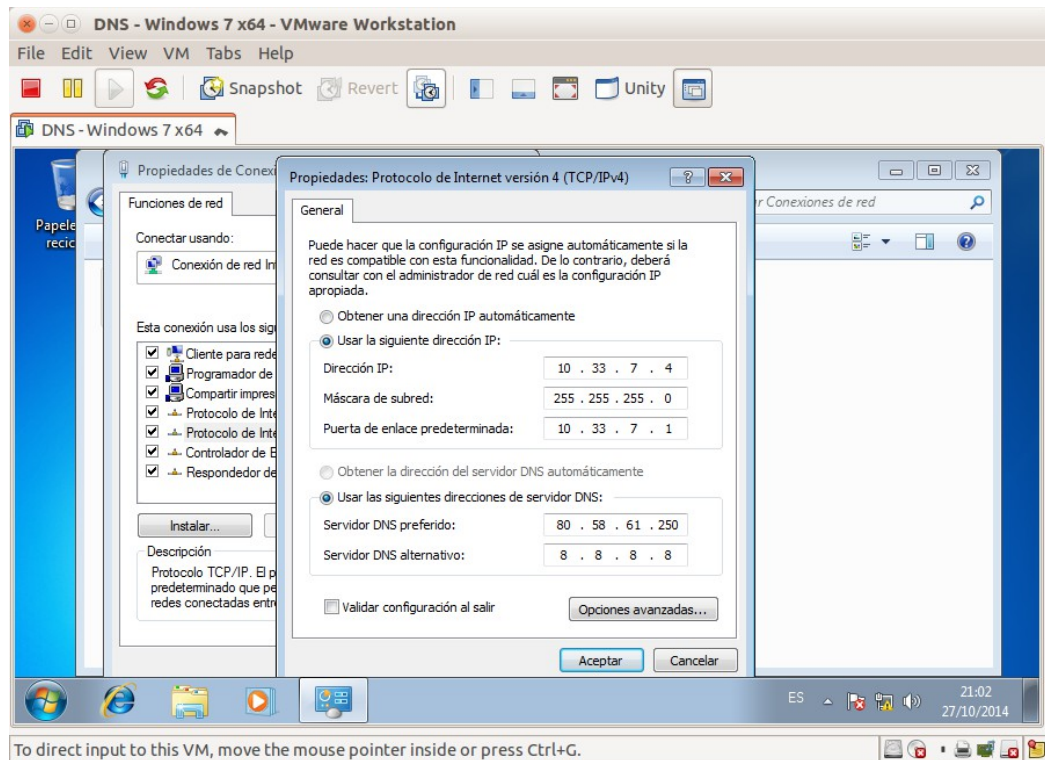 DNS - Windows 7 x64 - VMware Workstation
File Edit View VM Tabs Help
Snapshot Revert Unity
DNS - Windows 7 x64
Propiedades de Conexi
Funciones de red
Conectar usando:
Conexión de red In
Esta conexión usa los sig
Cliente para rede
Programador de
Compartir impres
Protocolo de Inte
Protocolo de Inte
Controlador de E
Respondedor de
Instalar...
Descripción
Protocolo TCP/IP. El p
predeterminado que pe
redes conectadas entr
Propiedades: Protocolo de Internet versión 4 (TCP/IPv4)
General
Puede hacer que la configuración IP se asigne automáticamente si la
red es compatible con esta funcionalidad. De lo contrario, deberá
consultar con el administrador de red cuál es la configuración IP
apropiada.
Obtener una dirección IP automáticamente
Usar la siguiente dirección IP:
Dirección IP: 10 . 33 . 7 . 4
Máscara de subred: 255 . 255 . 255 . 0
Puerta de enlace predeterminada: 10 . 33 . 7 . 1
Obtener la dirección del servidor DNS automáticamente
Usar las siguientes direcciones de servidor DNS:
Servidor DNS preferido: 80 . 58 . 61 . 250
Servidor DNS alternativo: 8 . 8 . 8 . 8
Validar configuración al salir
Opciones avanzadas...
Aceptar Cancelar
r Conexiones de red
Papele
recic
ES
21:02
27/10/2014
To direct input to this VM, move the mouse pointer inside or press Ctrl+G.